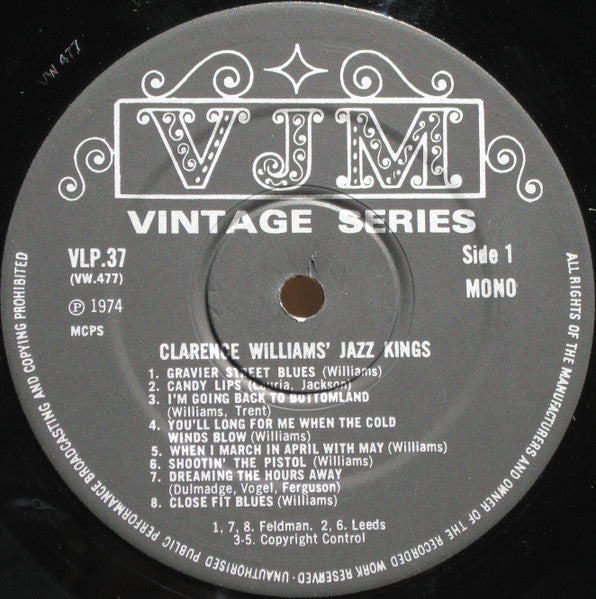 VW 477
VJM
VINTAGE SERIES
VLP.37
(VW.477)
Ⓟ 1974
MCPS
Side 1
MONO
CLARENCE WILLIAMS' JAZZ KINGS
1. GRAVIER STREET BLUES (Williams)
2. CANDY LIPS (Lauria, Jackson)
3. I'M GOING BACK TO BOTTOMLAND
(Williams, Trent)
4. YOU'LL LONG FOR ME WHEN THE COLD
WINDS BLOW (Williams)
5. WHEN I MARCH IN APRIL WITH MAY (Williams)
6. SHOOTIN' THE PISTOL (Williams)
7. DREAMING THE HOURS AWAY
(Dulmadge, Vogel, Ferguson)
8. CLOSE FIT BLUES (Williams)
1, 7, 8. Feldman. 2, 6. Leeds
3-5. Copyright Control
ALL RIGHTS OF THE MANUFACTURERS AND OWNER OF THE RECORDED WORK RESERVED · UNAUTHORISED PUBLIC PERFORMANCE BROADCASTING AND COPYING PROHIBITED